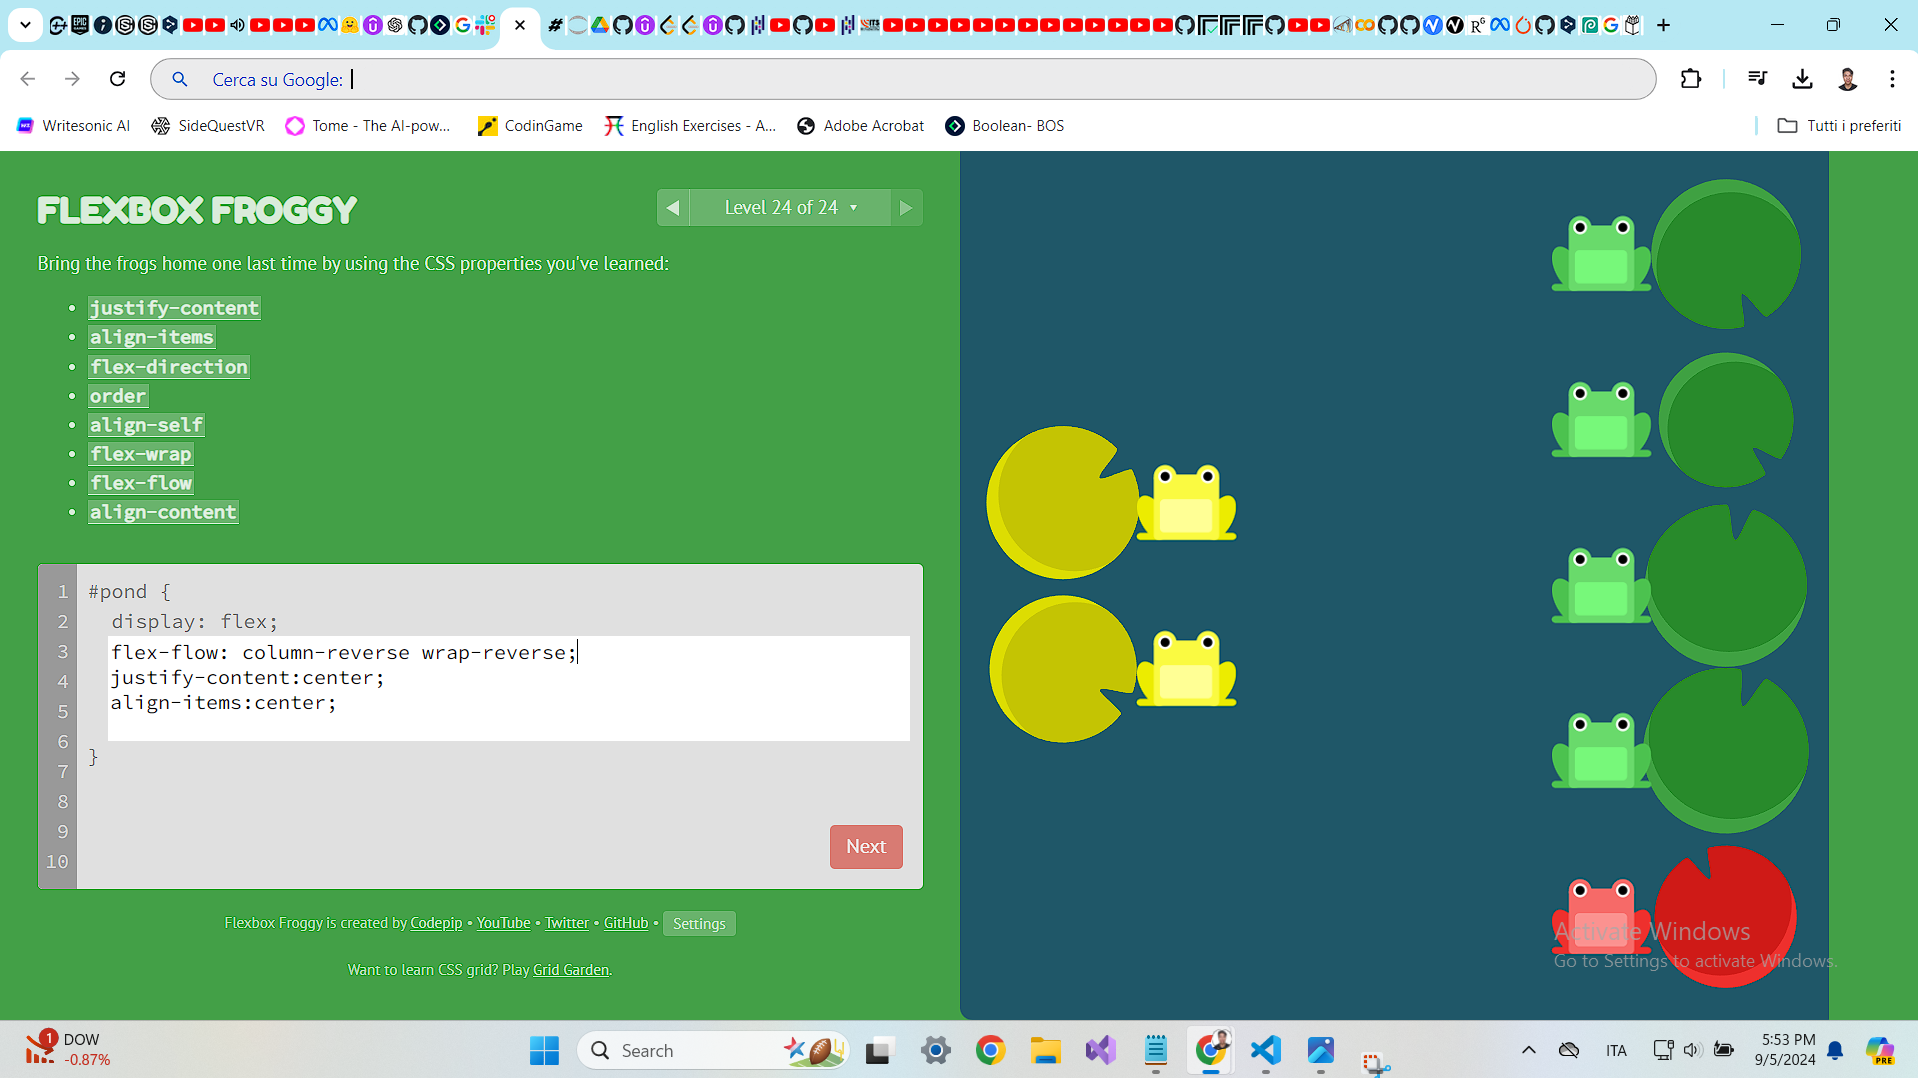 Cerca su Google:
Writesonic AI
SideQuestVR
Tome - The AI-pow...
CodinGame
English Exercises - A...
Adobe Acrobat
Boolean- BOS
Tutti i preferiti
FLEXBOX FROGGY
Level 24 of 24
Bring the frogs home one last time by using the CSS properties you've learned:
justify-content
align-items
flex-direction
order
align-self
flex-wrap
flex-flow
align-content
1 #pond {
2 display: flex;
3 flex-flow: column-reverse wrap-reverse;
4 justify-content:center;
5 align-items:center;
6
7 }
8
9
10
Next
Flexbox Froggy is created by Codepip • YouTube • Twitter • GitHub • Settings
Want to learn CSS grid? Play Grid Garden.
Activate Windows
Go to Settings to activate Windows.
1
DOW
-0.87%
Search
ITA
5:53 PM
9/5/2024
PRE